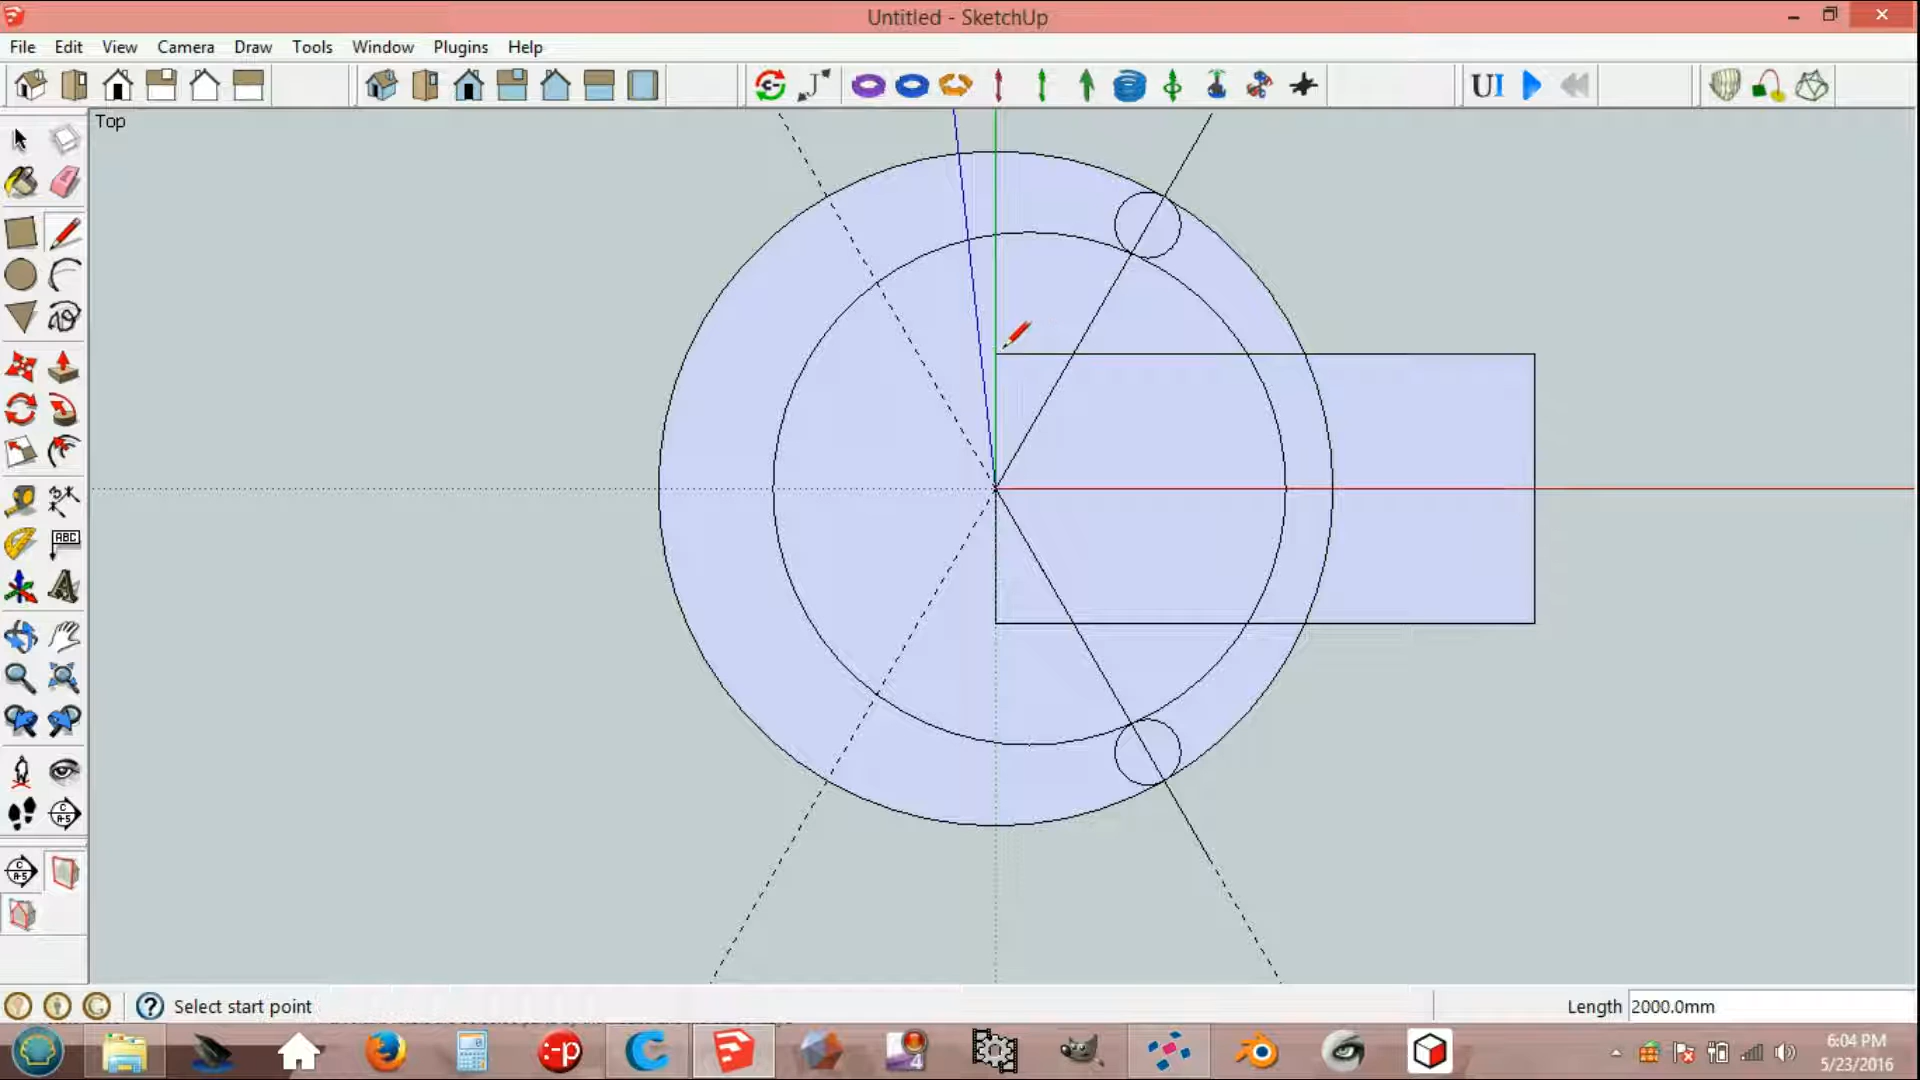 Untitled - SketchUp
File Edit View Camera Draw Tools Window Plugins Help
UI
Top
ABC
Select start point
Length 2000.0mm
:-p
4
6:04 PM
5/23/2016